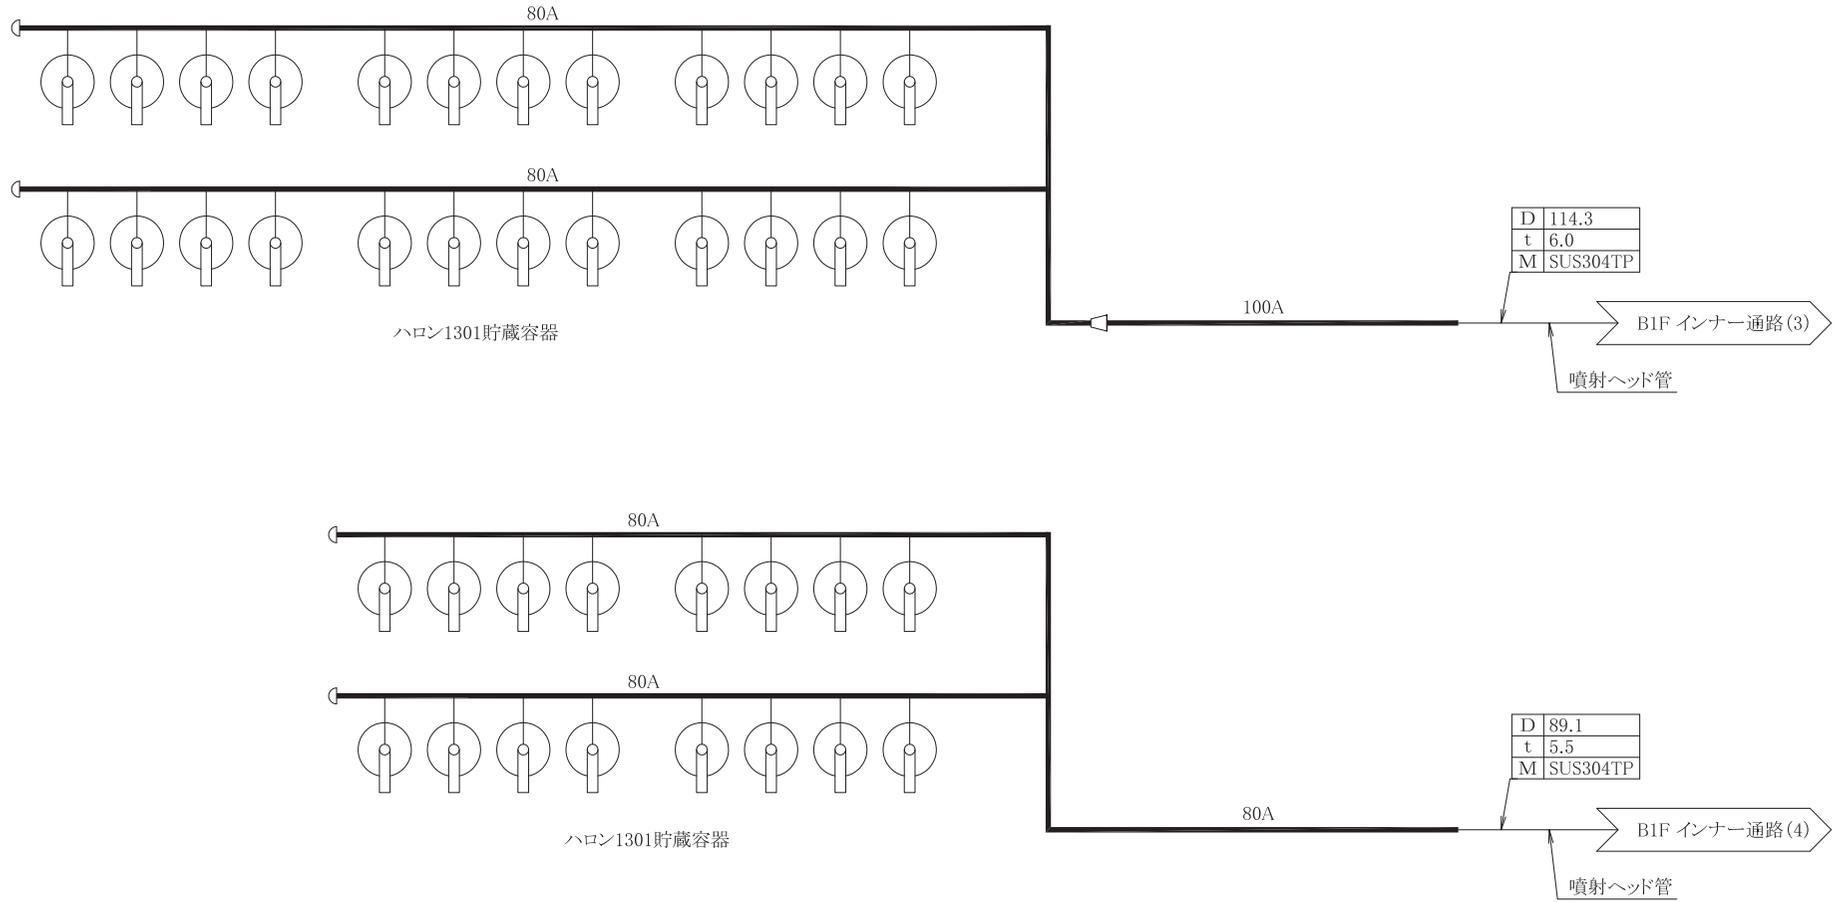 80A
80A
ハロン1301貯蔵容器
D 114.3
t 6.0
M SUS304TP
100A
B1F インナー通路(3)
噴射ヘッド管
80A
80A
ハロン1301貯蔵容器
D 89.1
t 5.5
M SUS304TP
80A
B1F インナー通路(4)
噴射ヘッド管